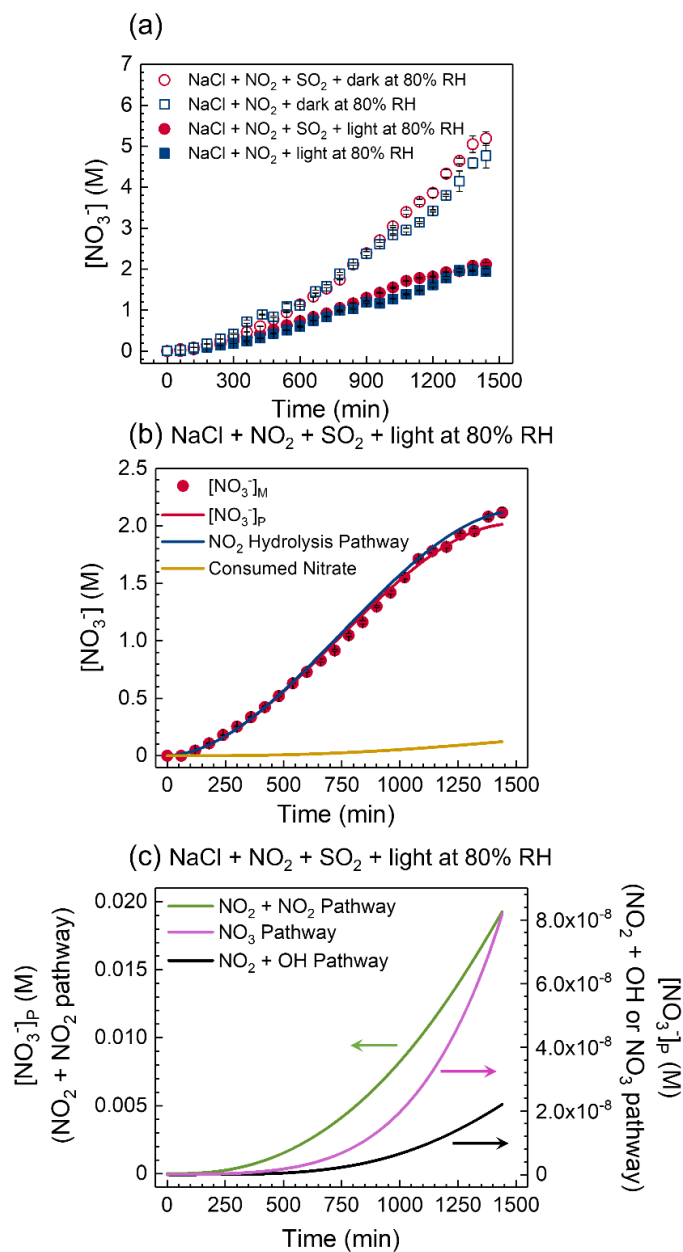 (a)
NaCl + NO₂ + SO₂ + dark at 80% RH
NaCl + NO₂ + dark at 80% RH
NaCl + NO₂ + SO₂ + light at 80% RH
NaCl + NO₂ + light at 80% RH
7
6
5
4
3
2
1
0
[NO₃⁻] (M)
0 300 600 900 1200 1500
Time (min)
(b) NaCl + NO₂ + SO₂ + light at 80% RH
[NO₃⁻]M
[NO₃⁻]P
NO₂ Hydrolysis Pathway
Consumed Nitrate
2.5
2.0
1.5
1.0
0.5
0
[NO₃⁻] (M)
0 250 500 750 1000 1250 1500
Time (min)
(c) NaCl + NO₂ + SO₂ + light at 80% RH
NO₂ + NO₂ Pathway
NO₃ Pathway
NO₂ + OH Pathway
0.020
0.015
0.010
0.005
0
[NO₃⁻]P (M)
(NO₂ + NO₂ pathway)
8.0x10⁻⁸
6.0x10⁻⁸
4.0x10⁻⁸
2.0x10⁻⁸
0
(NO₂ + OH or NO₃ pathway)
[NO₃⁻]P (M)
0 250 500 750 1000 1250 1500
Time (min)